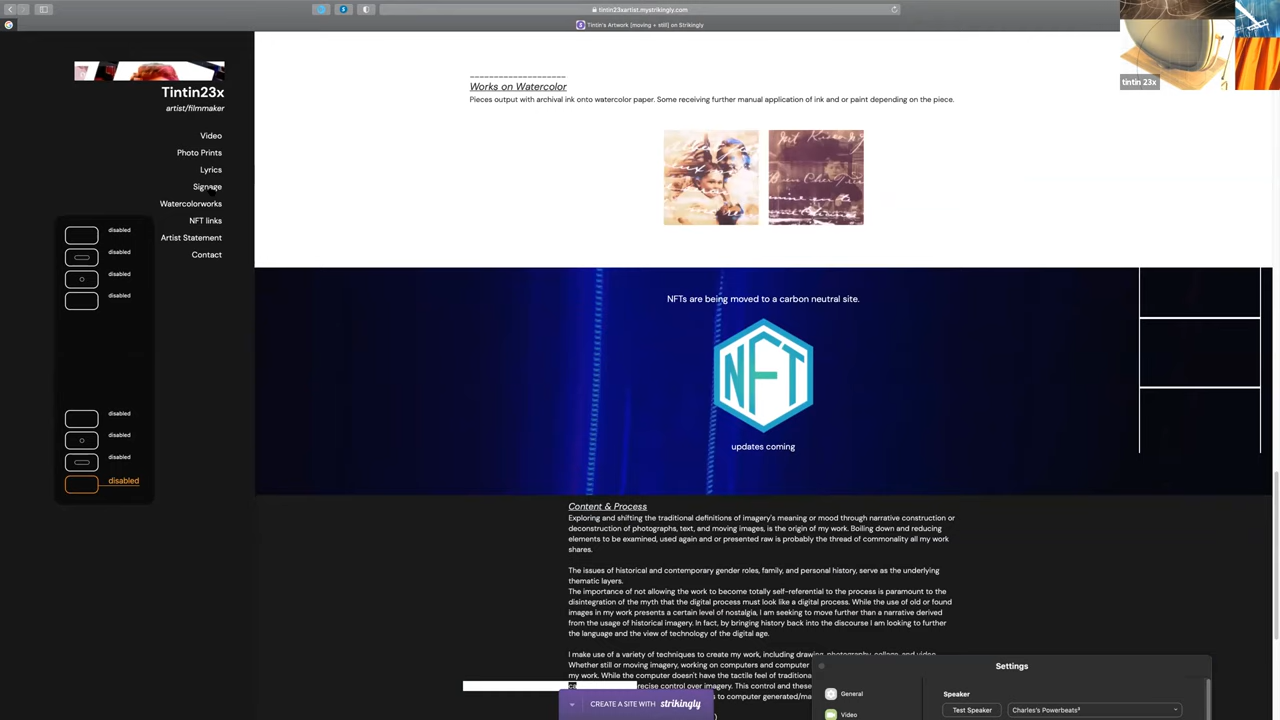 tintin23xartist.mystrikingly.com
Tintin's Artwork [moving + still] on Strikingly
tintin 23x
Tintin23x
artist/filmmaker
Video
Photo Prints
Lyrics
Signage
Watercolorworks
NFT links
Artist Statement
Contact
disabled
disabled
disabled
disabled
disabled
disabled
disabled
disabled
____________________
Works on Watercolor
Pieces output with archival ink onto watercolor paper. Some receiving further manual application of ink and or paint depending on the piece.
NFTs are being moved to a carbon neutral site.
NFT
updates coming
Content & Process
Exploring and shifting the traditional definitions of imagery's meaning or mood through narrative construction or
deconstruction of photographs, text, and moving images, is the origin of my work. Boiling down and reducing
elements to be examined, used again and or presented raw is probably the thread of commonality all my work
shares.
The issues of historical and contemporary gender roles, family, and personal history, serve as the underlying
thematic layers.
The importance of not allowing the work to become totally self-referential to the process is paramount to the
disintegration of the myth that the digital process must look like a digital process. While the use of old or found
images in my work presents a certain level of nostalgia, I am seeking to move further than a narrative derived
from the usage of historical imagery. In fact, by bringing history back into the discourse I am looking to further
the language and the view of technology of the digital age.
I make use of a variety of techniques to create my work, including drawing, photography, collage, and video.
Whether still or moving imagery, working on computers and computer
my work. While the computer doesn't have the tactile feel of traditiona
recise control over imagery. This control and these
s to computer generated/ma
CREATE A SITE WITH strikingly
Settings
General
Video
Speaker
Test Speaker
Charles's Powerbeats³